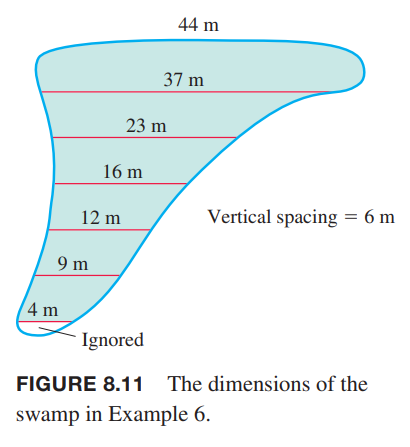 44 m
37 m
23 m
16 m
12 m
Vertical spacing = 6 m
9 m
4 m
Ignored
FIGURE 8.11 The dimensions of the
swamp in Example 6.